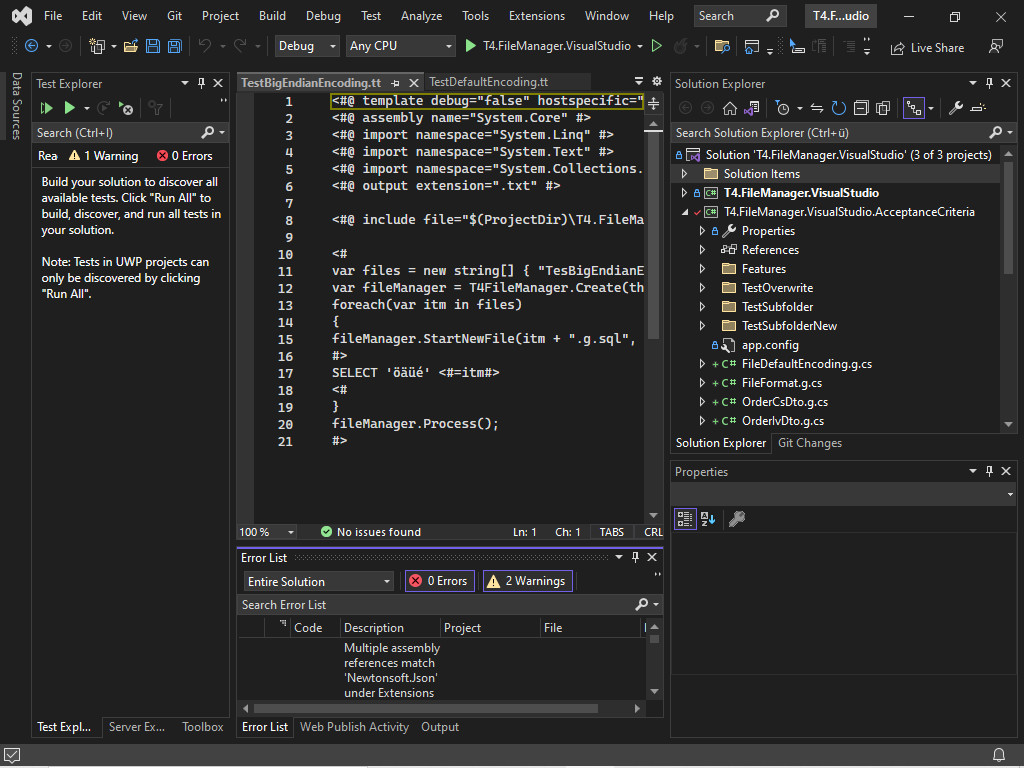 File Edit View Git Project Build Debug Test Analyze Tools Extensions Window Help Search T4.F...udio
Debug Any CPU T4.FileManager.VisualStudio Live Share
Data Sources
Test Explorer
Search (Ctrl+I)
Rea 1 Warning 0 Errors
Build your solution to discover all
available tests. Click "Run All" to
build, discover, and run all tests in
your solution.
Note: Tests in UWP projects can
only be discovered by clicking
"Run All".
Test Expl... Server Ex... Toolbox
TestBigEndianEncoding.tt TestDefaultEncoding.tt
1 <#@ template debug="false" hostspecific="
2 <#@ assembly name="System.Core" #>
3 <#@ import namespace="System.Linq" #>
4 <#@ import namespace="System.Text" #>
5 <#@ import namespace="System.Collections.
6 <#@ output extension=".txt" #>
7
8 <#@ include file="$(ProjectDir)\T4.FileMa
9
10 <#
11 var files = new string[] { "TesBigEndianE
12 var fileManager = T4FileManager.Create(th
13 foreach(var itm in files)
14 {
15 fileManager.StartNewFile(itm + ".g.sql",
16 #>
17 SELECT 'öäüé' <#=itm#>
18 <#
19 }
20 fileManager.Process();
21 #>
100 % No issues found Ln: 1 Ch: 1 TABS CRL
Error List
Entire Solution 0 Errors 2 Warnings
Search Error List
Code Description Project File
Multiple assembly
references match
'Newtonsoft.Json'
under Extensions
Error List Web Publish Activity Output
Solution Explorer
Search Solution Explorer (Ctrl+ü)
Solution 'T4.FileManager.VisualStudio' (3 of 3 projects)
Solution Items
T4.FileManager.VisualStudio
T4.FileManager.VisualStudio.AcceptanceCriteria
Properties
References
Features
TestOverwrite
TestSubfolder
TestSubfolderNew
app.config
C# FileDefaultEncoding.g.cs
C# FileFormat.g.cs
C# OrderCsDto.g.cs
C# OrderIvDto.g.cs
Solution Explorer Git Changes
Properties